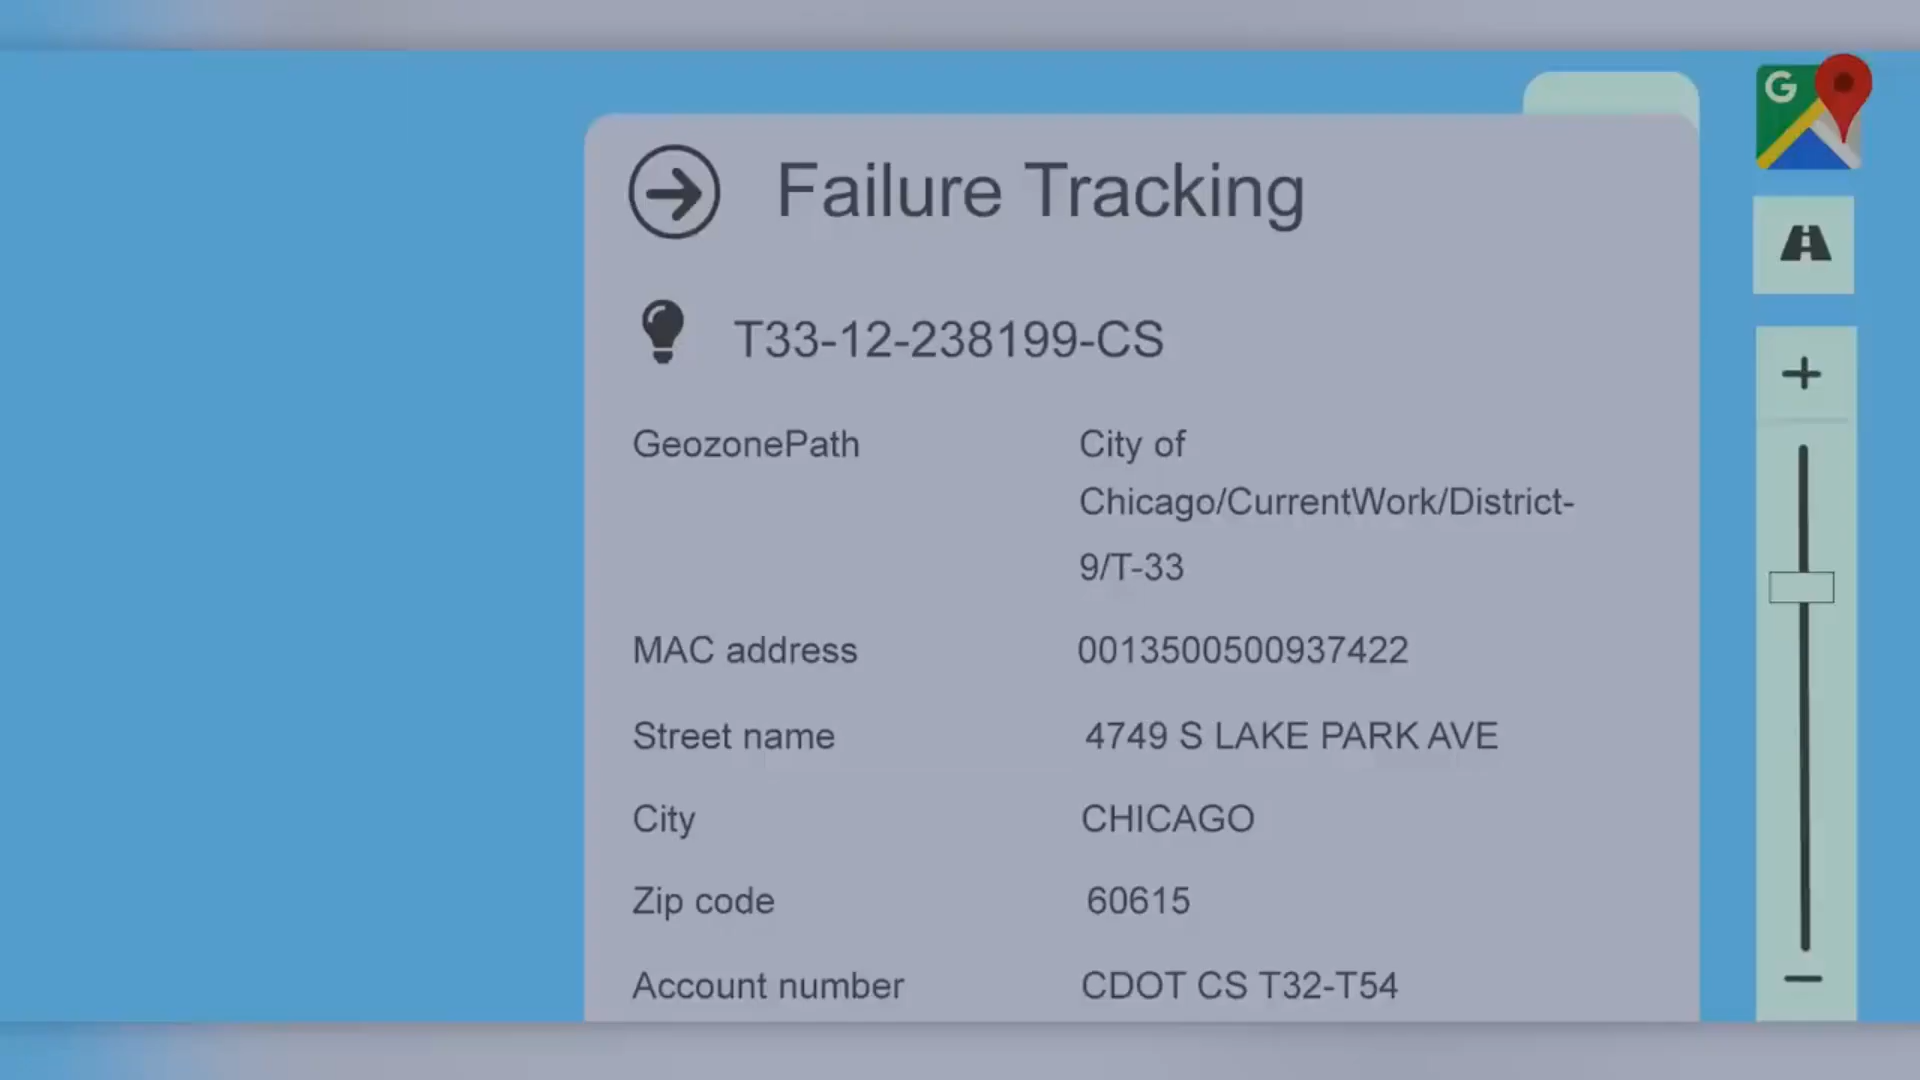 G
Failure Tracking
T33-12-238199-CS
GeozonePath City of
Chicago/CurrentWork/District-
9/T-33
MAC address 0013500500937422
Street name 4749 S LAKE PARK AVE
City CHICAGO
Zip code 60615
Account number CDOT CS T32-T54